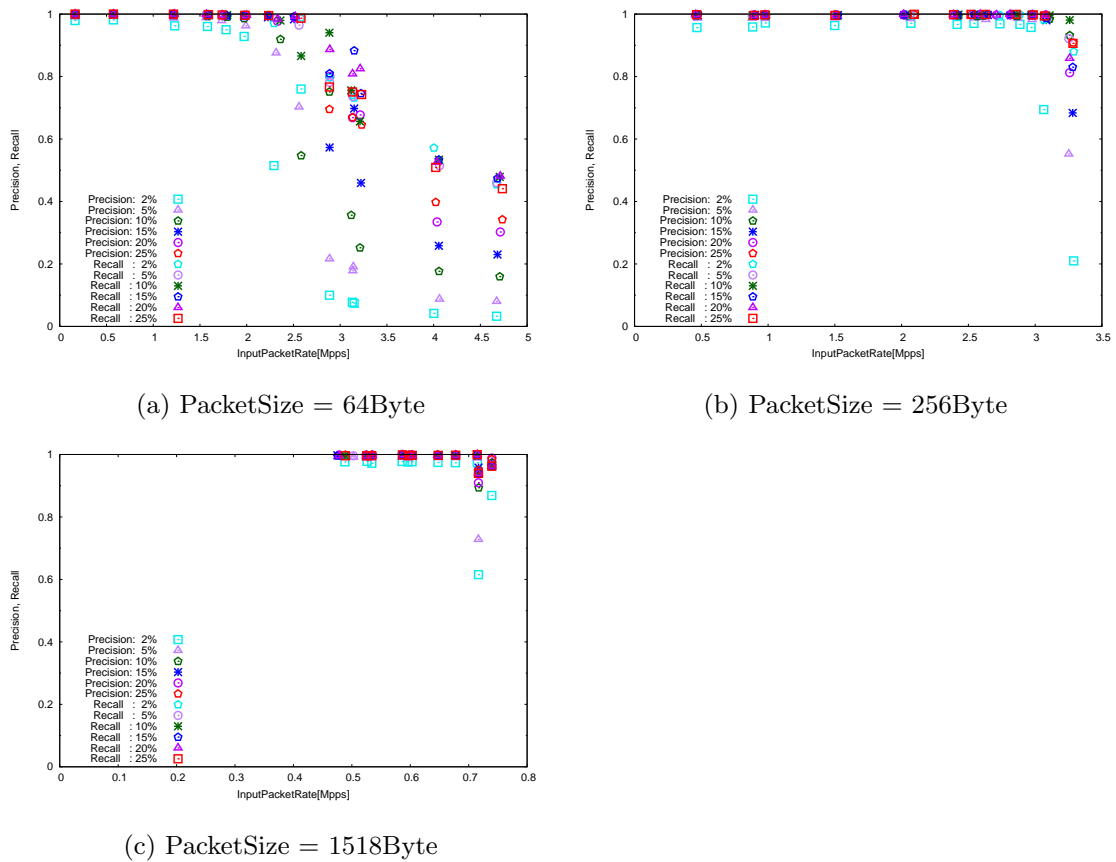 1
0.8
0.6
0.4
0.2
0
Precision, Recall
Precision: 2%
Precision: 5%
Precision: 10%
Precision: 15%
Precision: 20%
Precision: 25%
Recall : 2%
Recall : 5%
Recall : 10%
Recall : 15%
Recall : 20%
Recall : 25%
0 0.5 1 1.5 2 2.5 3 3.5 4 4.5 5
InputPacketRate[Mpps]
(a) PacketSize = 64Byte
1
0.8
0.6
0.4
0.2
0
Precision, Recall
Precision: 2%
Precision: 5%
Precision: 10%
Precision: 15%
Precision: 20%
Precision: 25%
Recall : 2%
Recall : 5%
Recall : 10%
Recall : 15%
Recall : 20%
Recall : 25%
0 0.5 1 1.5 2 2.5 3 3.5
InputPacketRate[Mpps]
(b) PacketSize = 256Byte
1
0.8
0.6
0.4
0.2
0
Precision, Recall
Precision: 2%
Precision: 5%
Precision: 10%
Precision: 15%
Precision: 20%
Precision: 25%
Recall : 2%
Recall : 5%
Recall : 10%
Recall : 15%
Recall : 20%
Recall : 25%
0 0.1 0.2 0.3 0.4 0.5 0.6 0.7 0.8
InputPacketRate[Mpps]
(c) PacketSize = 1518Byte